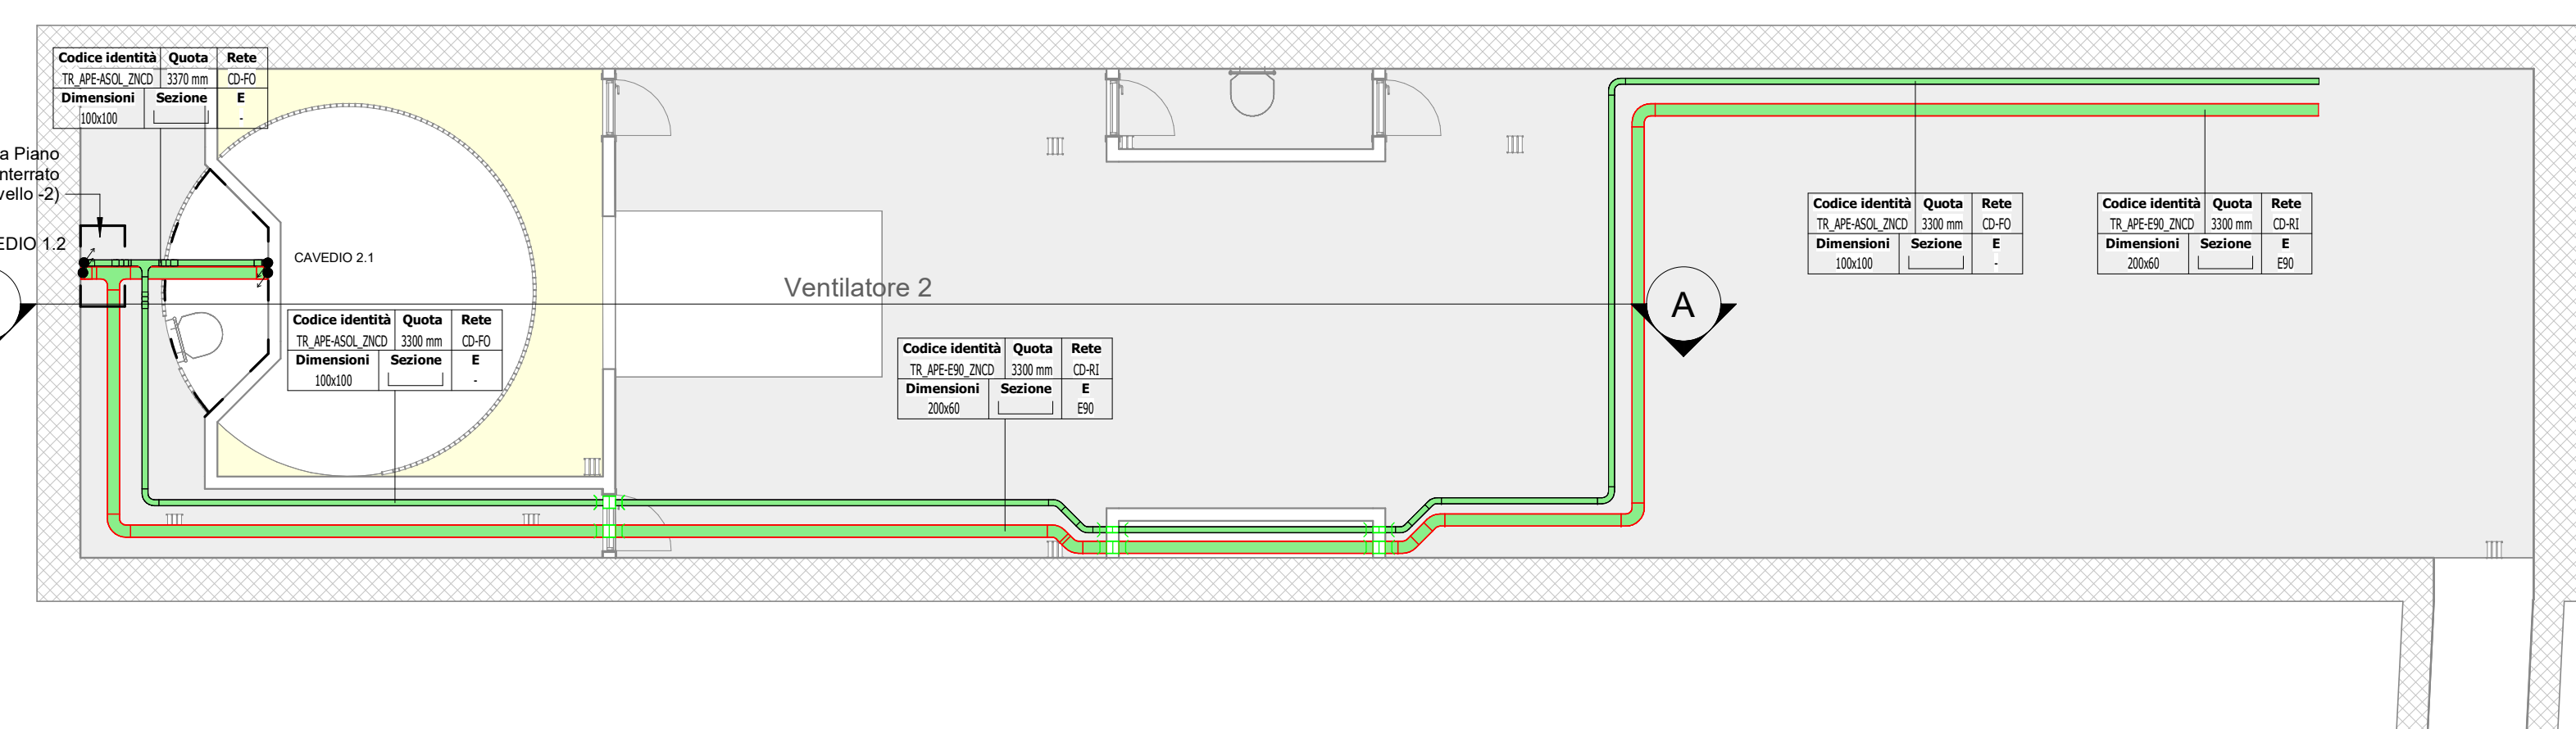 Codice identità Quota Rete
TR_APE-ASOL_ZNCD 3370 mm CD-FO
Dimensioni Sezione E
100x100 -
a Piano
nterrato
vello -2)
EDIO 1.2
CAVEDIO 2.1
Codice identità Quota Rete
TR_APE-ASOL_ZNCD 3300 mm CD-FO
Dimensioni Sezione E
100x100 -
Ventilatore 2
Codice identità Quota Rete
TR_APE-E90_ZNCD 3300 mm CD-RI
Dimensioni Sezione E
200x60 E90
A
Codice identità Quota Rete
TR_APE-ASOL_ZNCD 3300 mm CD-FO
Dimensioni Sezione E
100x100 -
Codice identità Quota Rete
TR_APE-E90_ZNCD 3300 mm CD-RI
Dimensioni Sezione E
200x60 E90